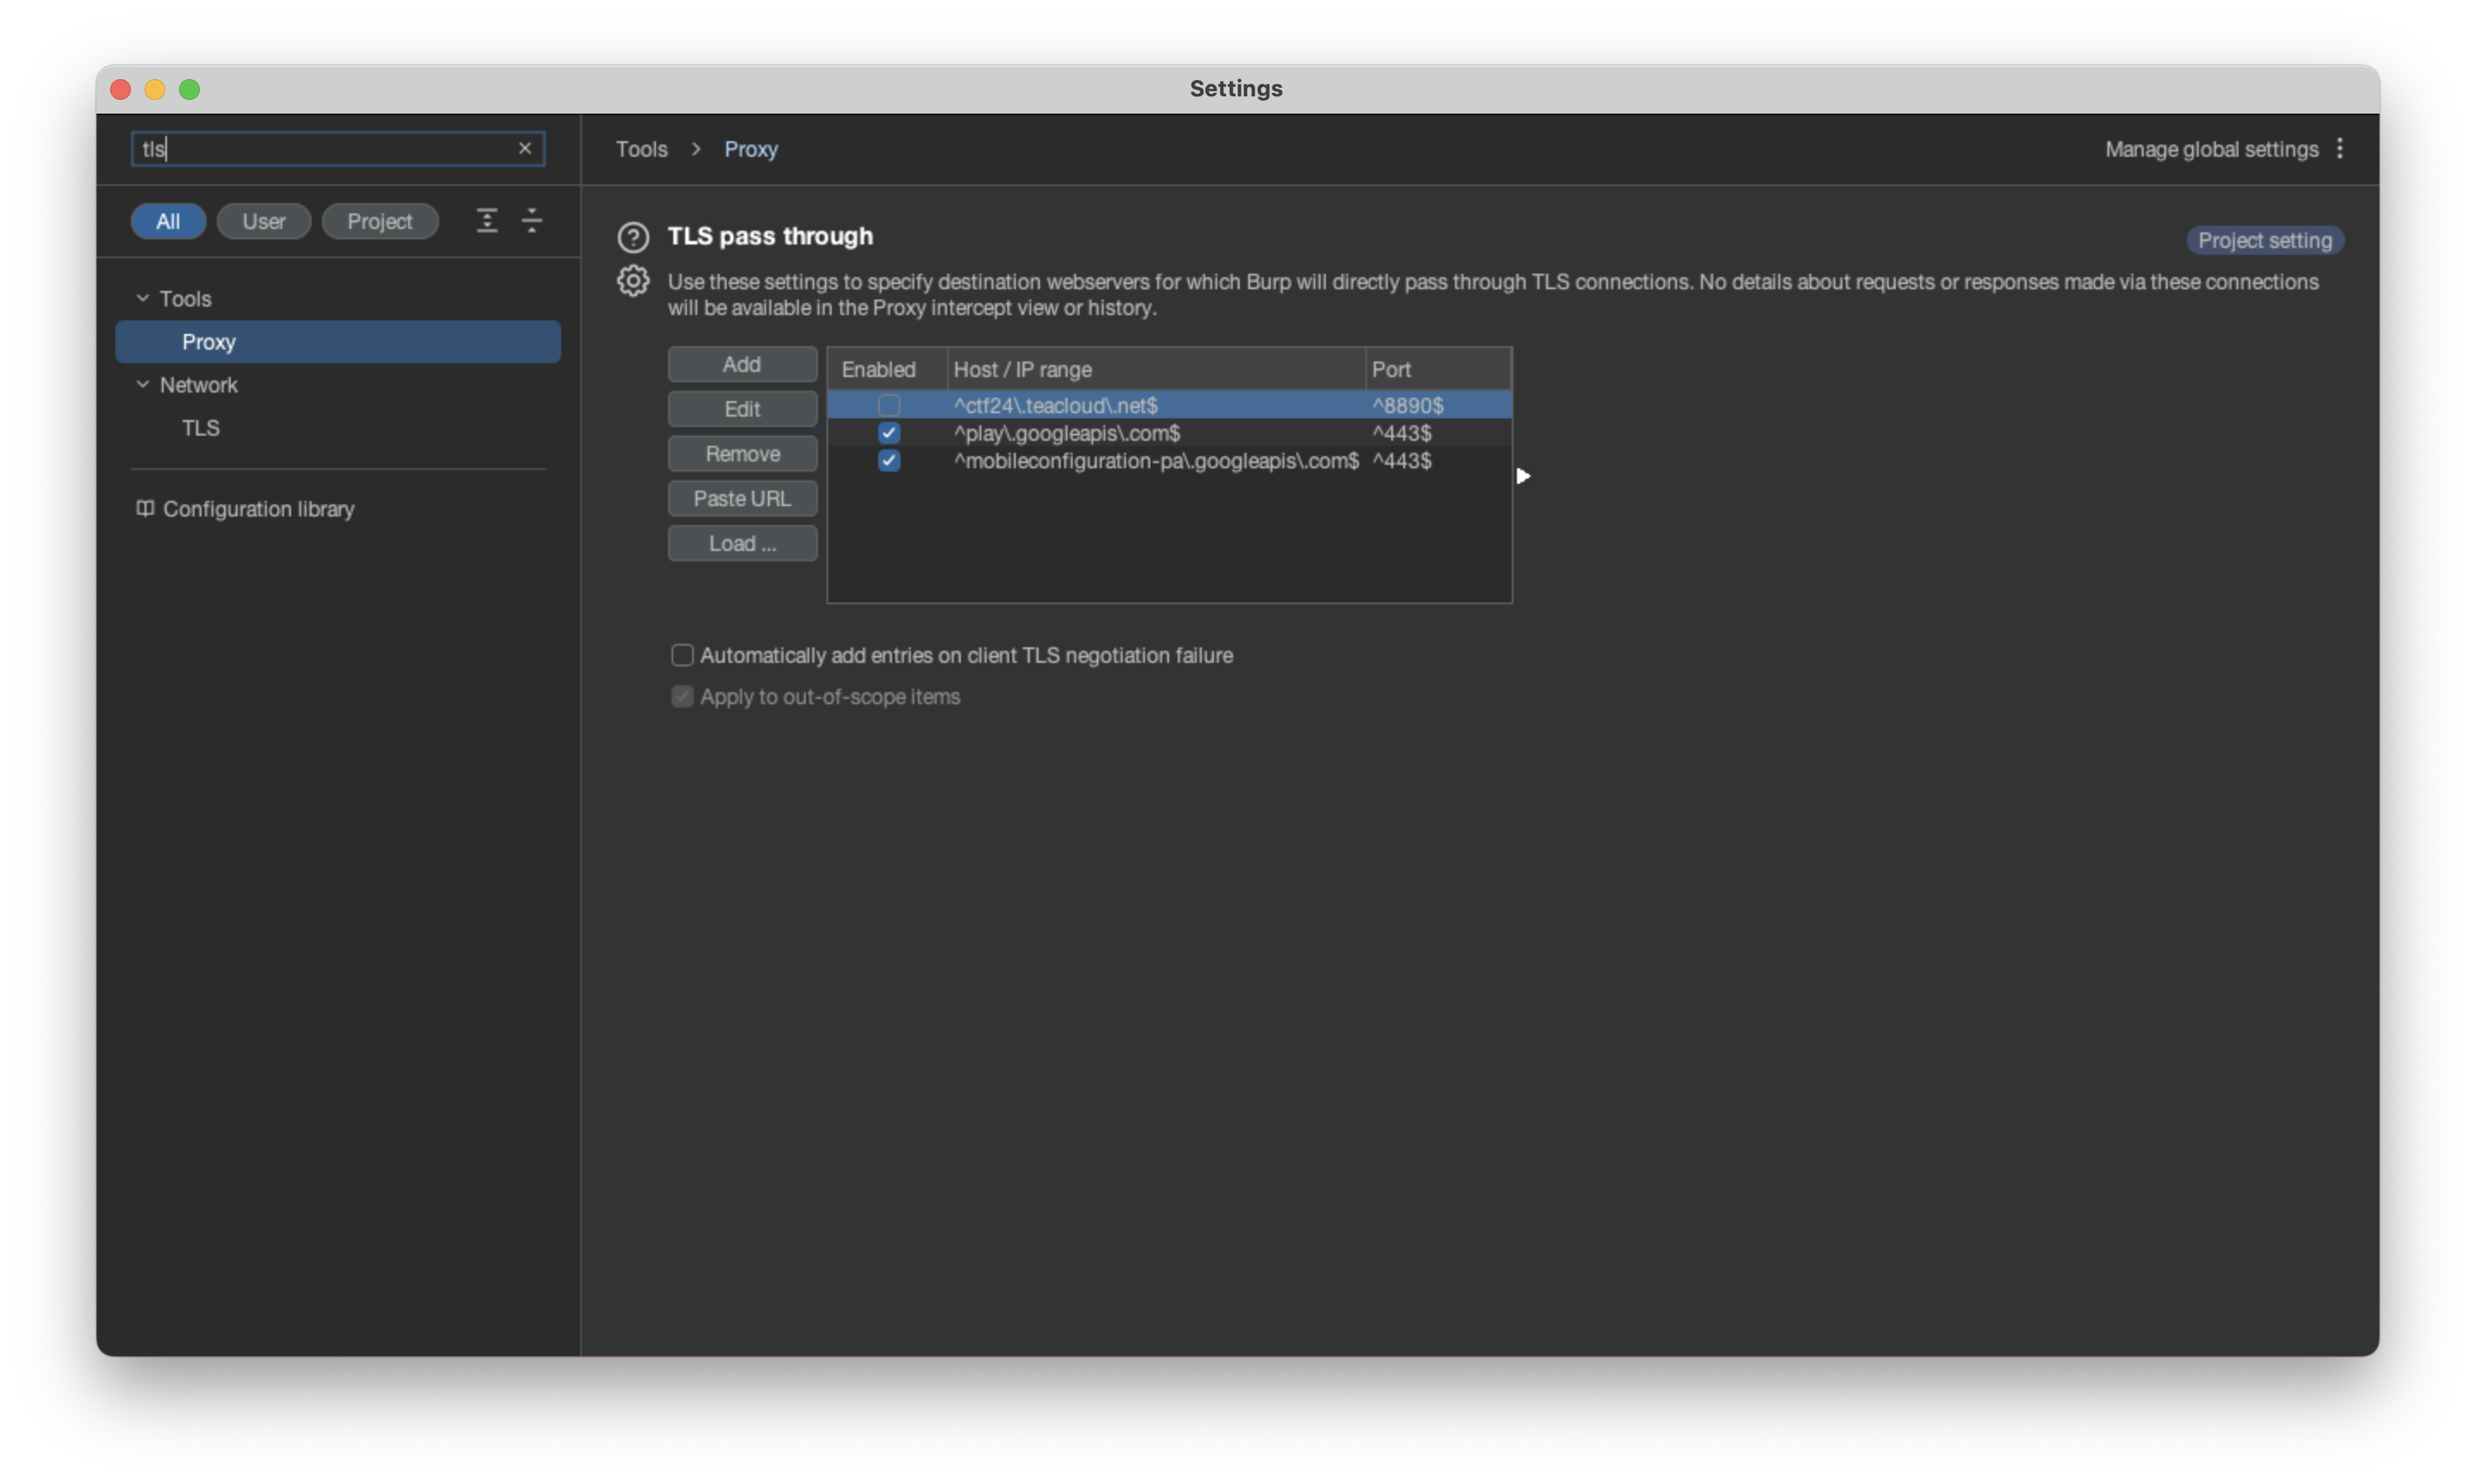 Settings
tls
Tools > Proxy
Manage global settings
All
User
Project
Tools
Proxy
Network
TLS
Configuration library
TLS pass through
Project setting
Use these settings to specify destination webservers for which Burp will directly pass through TLS connections. No details about requests or responses made via these connections
will be available in the Proxy intercept view or history.
Add
Edit
Remove
Paste URL
Load ...
Enabled Host / IP range Port
^ctf24\.teacloud\.net$ ^8890$
^play\.googleapis\.com$ ^443$
^mobileconfiguration-pa\.googleapis\.com$ ^443$
Automatically add entries on client TLS negotiation failure
Apply to out-of-scope items